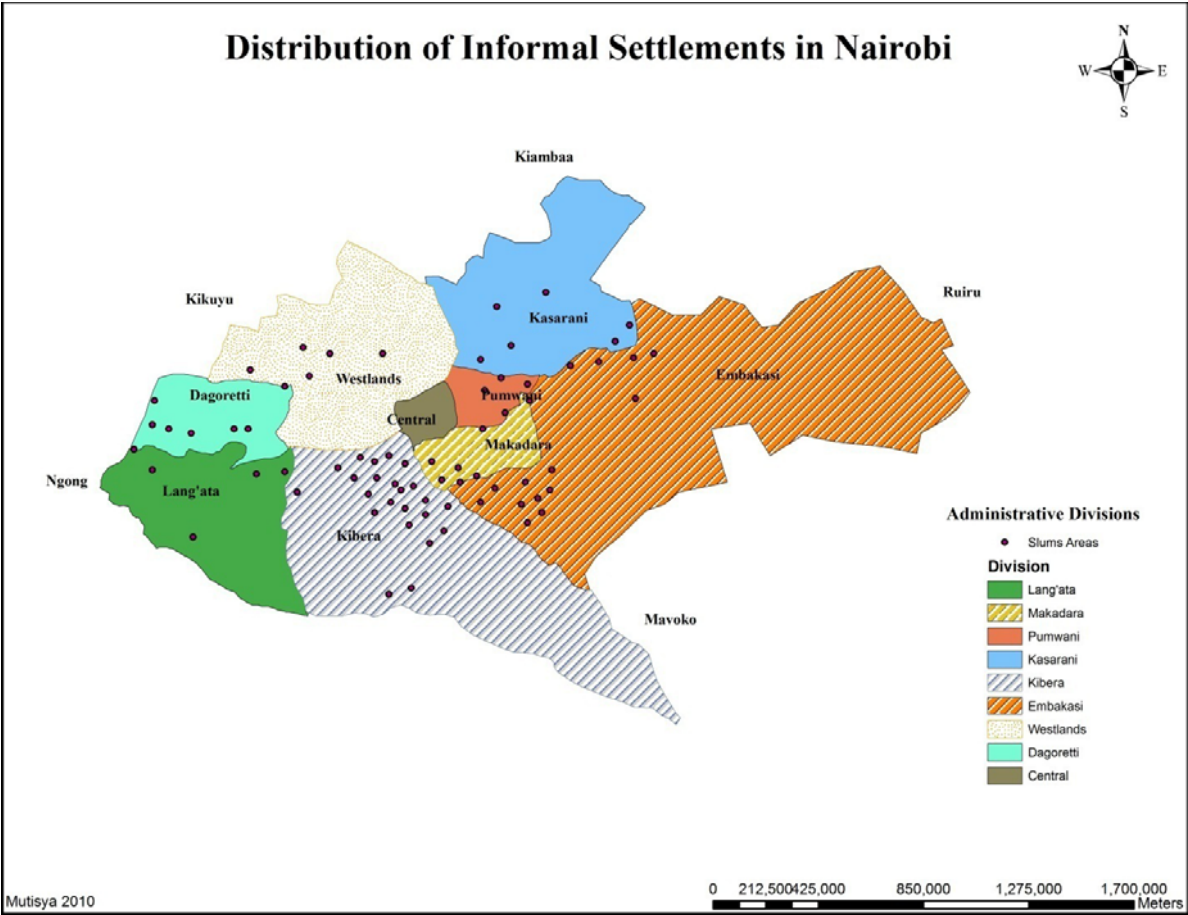 Distribution of Informal Settlements in Nairobi
N
W E
S
Kiambaa
Kikuyu
Ruiru
Kasarani
Westlands
Embakasi
Dagoretti
Pumwani
Central
Makadara
Ngong
Lang'ata
Kibera
Mavoko
Administrative Divisions
Slums Areas
Division
Lang'ata
Makadara
Pumwani
Kasarani
Kibera
Embakasi
Westlands
Dagoretti
Central
0 212,500425,000 850,000 1,275,000 1,700,000
Meters
Mutisya 2010